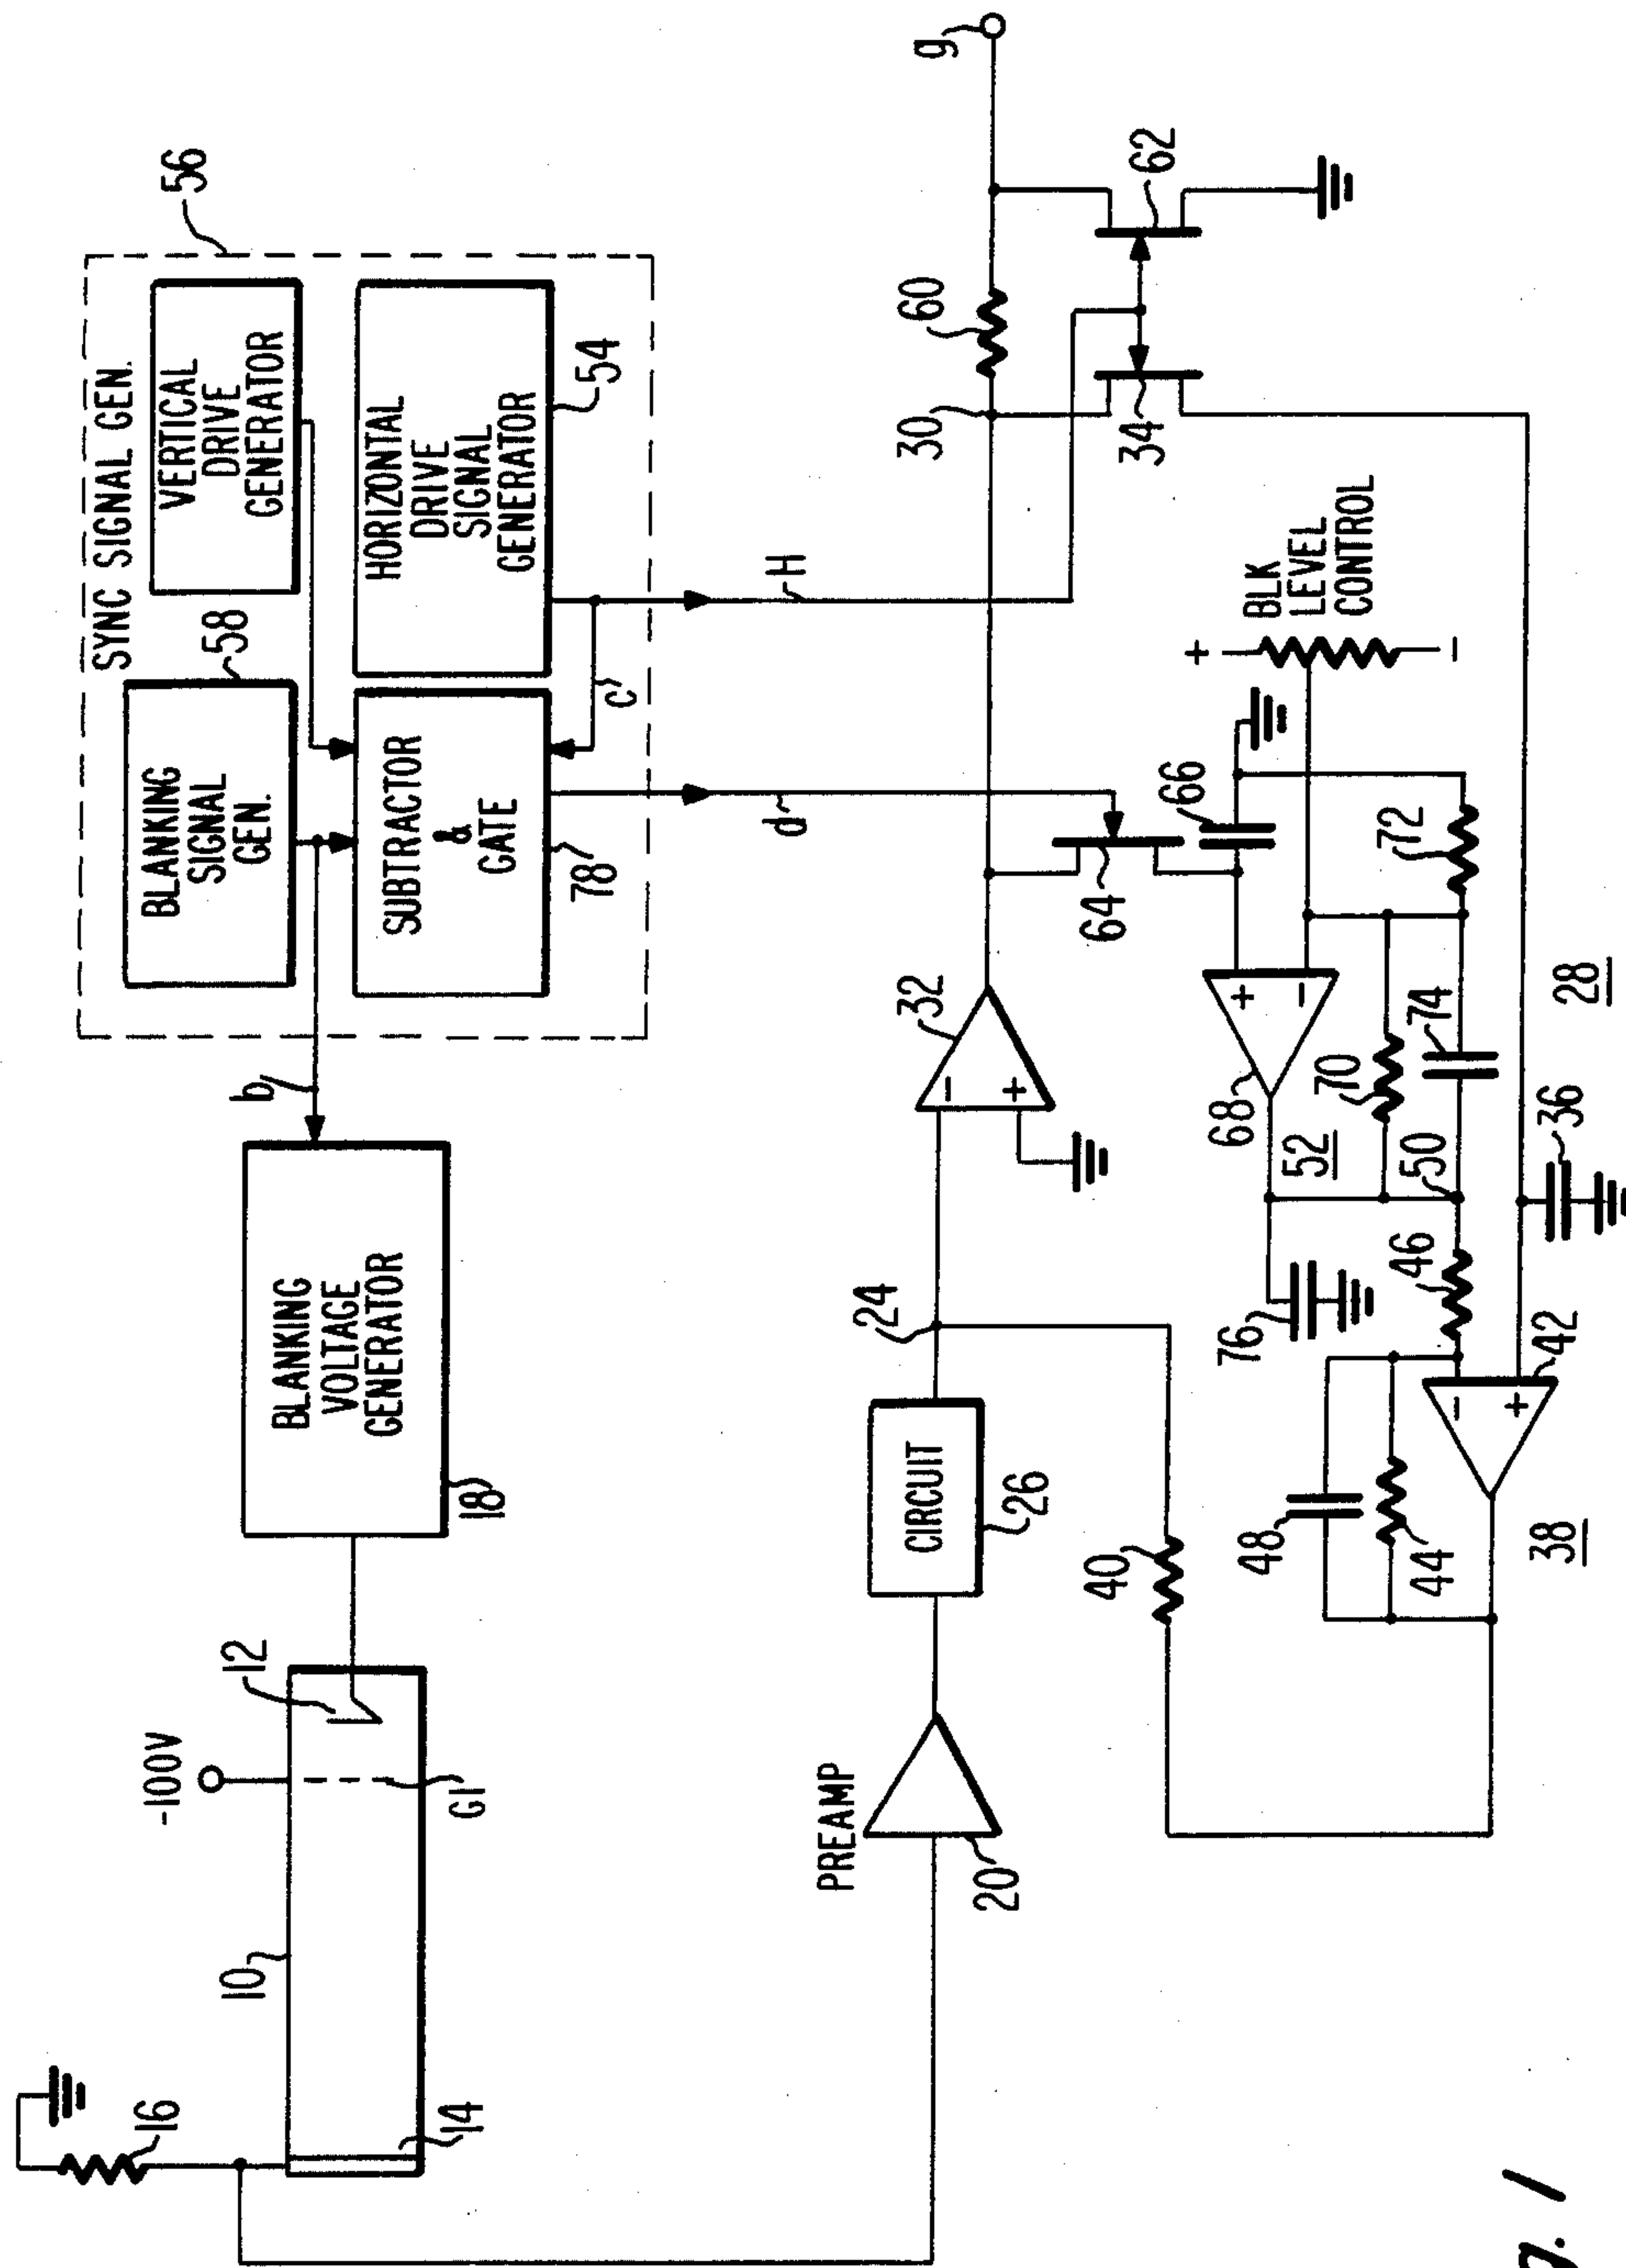 -100V
12
10
G1
14
16
BLANKING
VOLTAGE
GENERATOR
18
b
SYNC SIGNAL GEN.
56
BLANKING
SIGNAL
GEN.
58
VERTICAL
DRIVE
GENERATOR
SUBTRACTOR
&
GATE
78
HORIZONTAL
DRIVE
SIGNAL
GENERATOR
54
c
d
H
PREAMP
20
CIRCUIT
26
24
32
-
+
30
60
g
34
62
64
66
BLK
LEVEL
CONTROL
+
-
68
+
-
52
70
72
74
50
76
46
40
48
44
42
-
+
38
36
28
g. 1